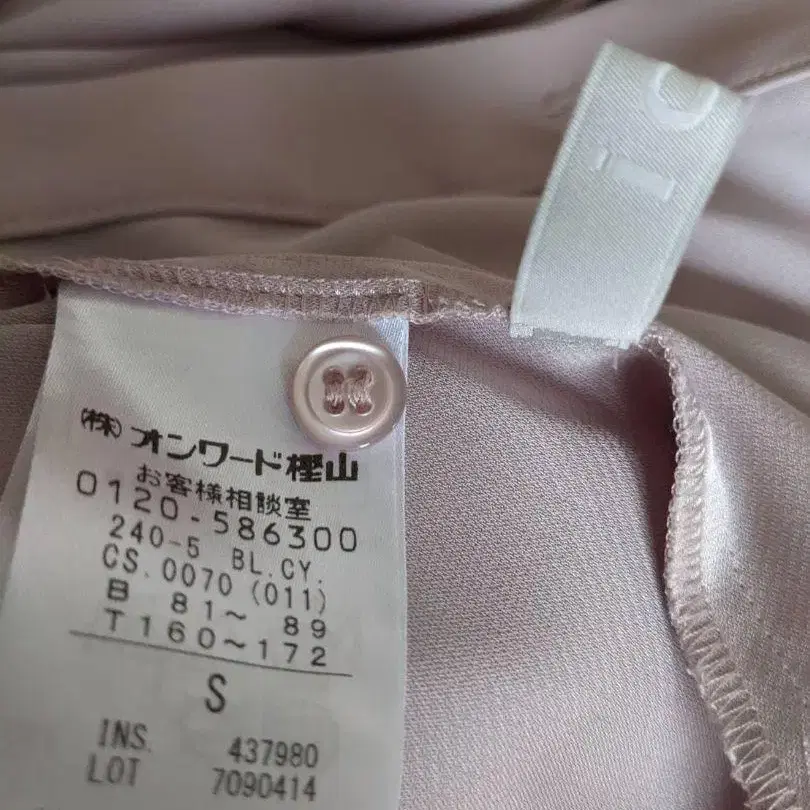 (株)オンワード樫山
お客様相談室
0120-586300
240-5 BL.CY.
CS.0070 (011)
B 81～ 89
T160～172
S
INS. 437980
LOT 7090414